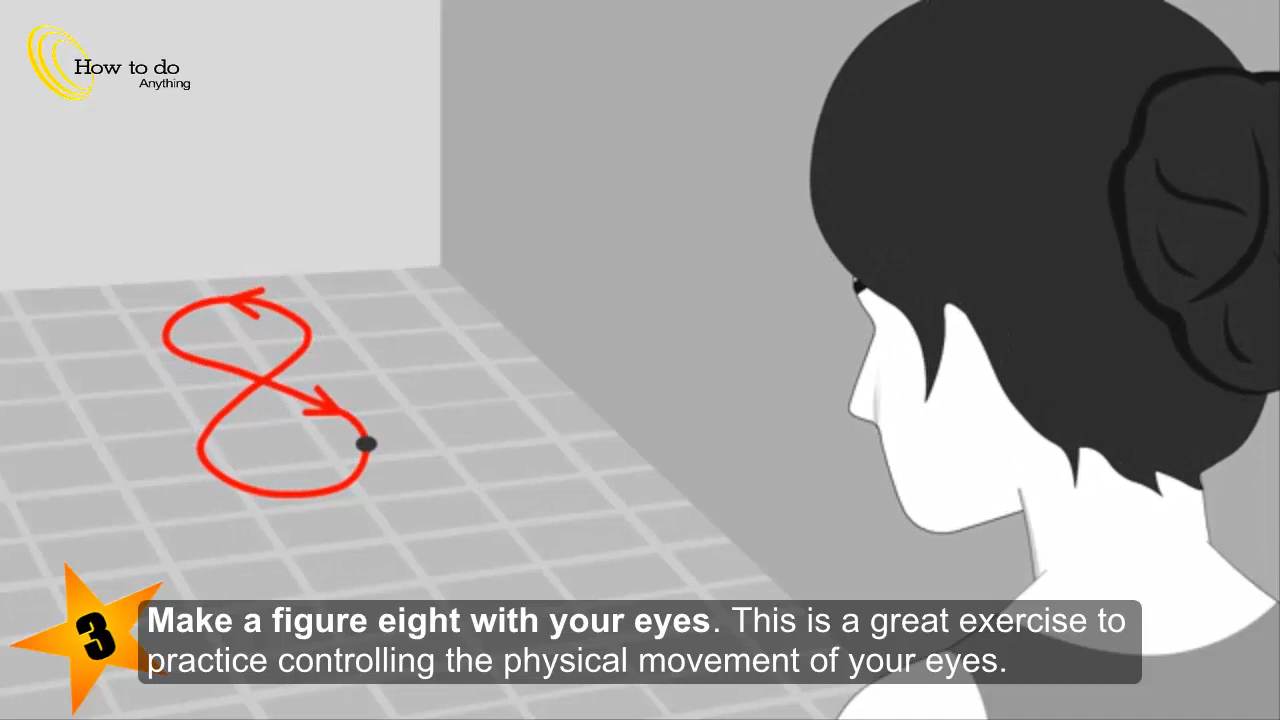 How to do
Anything
3
Make a figure eight with your eyes. This is a great exercise to
practice controlling the physical movement of your eyes.